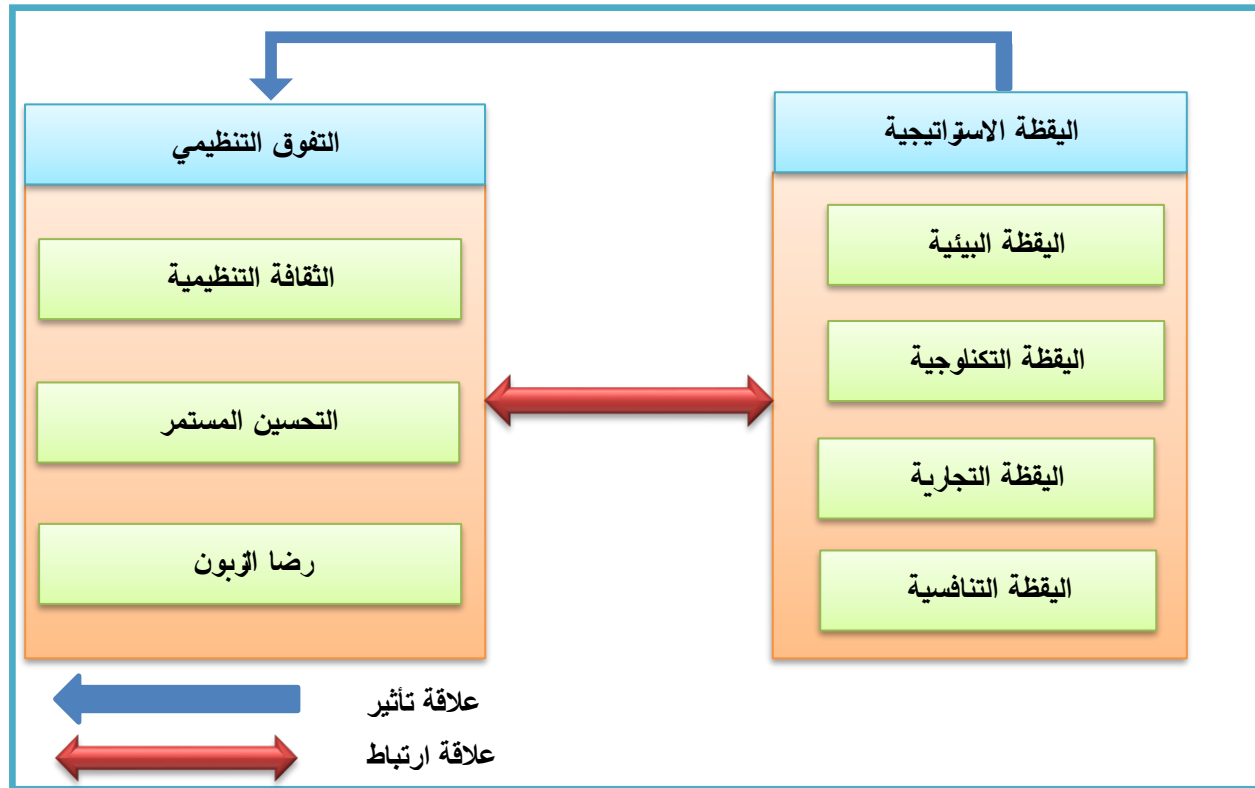 اليقظة الاستراتيجية
اليقظة البيئية
اليقظة التكنلوجية
اليقظة التجارية
اليقظة التنافسية
التفوق التنظيمي
الثقافة التنظيمية
التحسين المستمر
رضا الزبون
علاقة تأثير
علاقة ارتباط